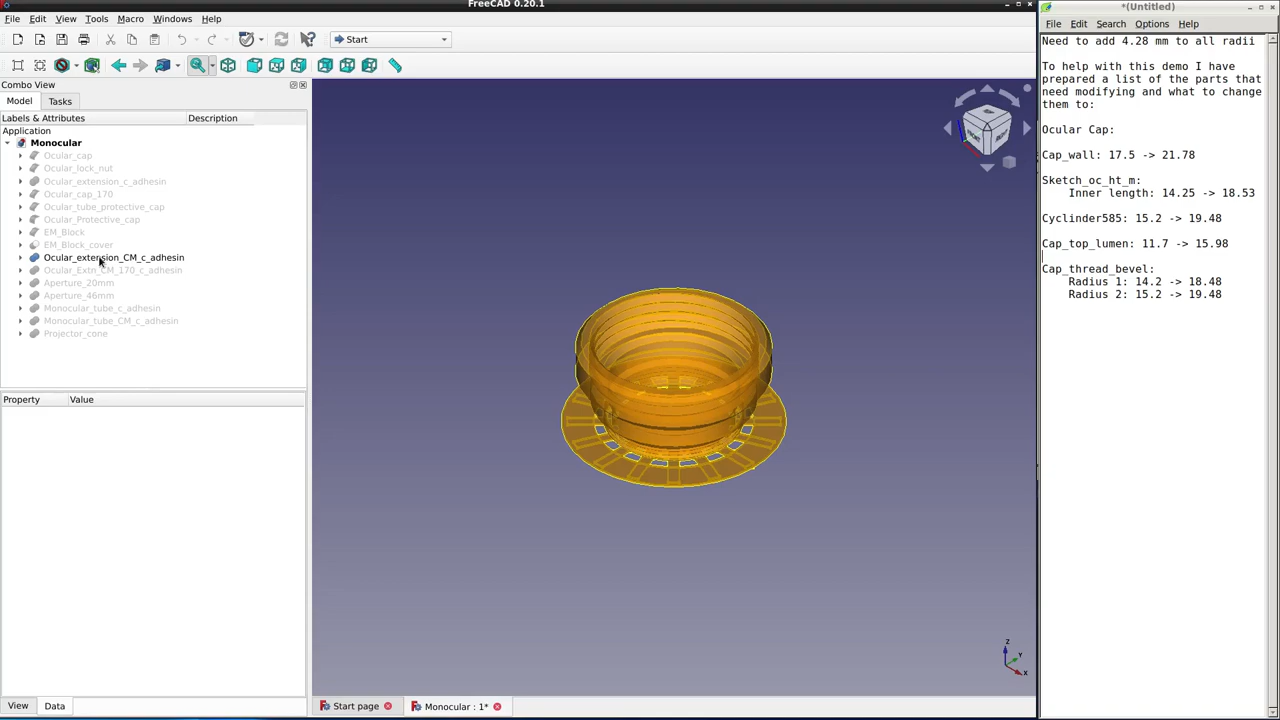 FreeCAD 0.20.1
File Edit View Tools Macro Windows Help
Start
Combo View
Model Tasks
Labels & Attributes Description
Application
Monocular
Ocular_cap
Ocular_lock_nut
Ocular_extension_c_adhesin
Ocular_cap_170
Ocular_tube_protective_cap
Ocular_Protective_cap
EM_Block
EM_Block_cover
Ocular_extension_CM_c_adhesin
Ocular_Extn_CM_170_c_adhesin
Aperture_20mm
Aperture_46mm
Monocular_tube_c_adhesin
Monocular_tube_CM_c_adhesin
Projector_cone
Property Value
View Data
FRONT
RIGHT
Z
Y
X
Start page Monocular : 1*
*(Untitled)
File Edit Search Options Help
Need to add 4.28 mm to all radii
To help with this demo I have
prepared a list of the parts that
need modifying and what to change
them to:
Ocular Cap:
Cap_wall: 17.5 -> 21.78
Sketch_oc_ht_m:
Inner length: 14.25 -> 18.53
Cyclinder585: 15.2 -> 19.48
Cap_top_lumen: 11.7 -> 15.98
Cap_thread_bevel:
Radius 1: 14.2 -> 18.48
Radius 2: 15.2 -> 19.48